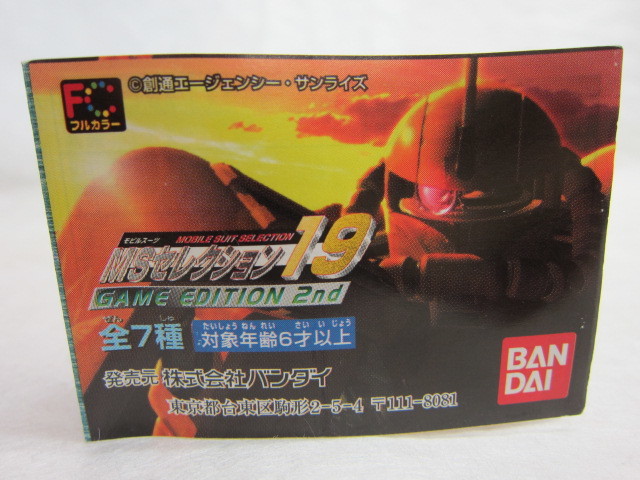 FC
フルカラー
©創通エージェンシー・サンライズ
モビルスーツ
MOBILE SUIT SELECTION
MSセレクション19
GAME EDITION 2nd
ぜん しゅ
全7種
たいしょう ねん れい さい い じょう
対象年齢6才以上
BAN
DAI
発売元 株式会社バンダイ
東京都台東区駒形2-5-4 〒111-8081